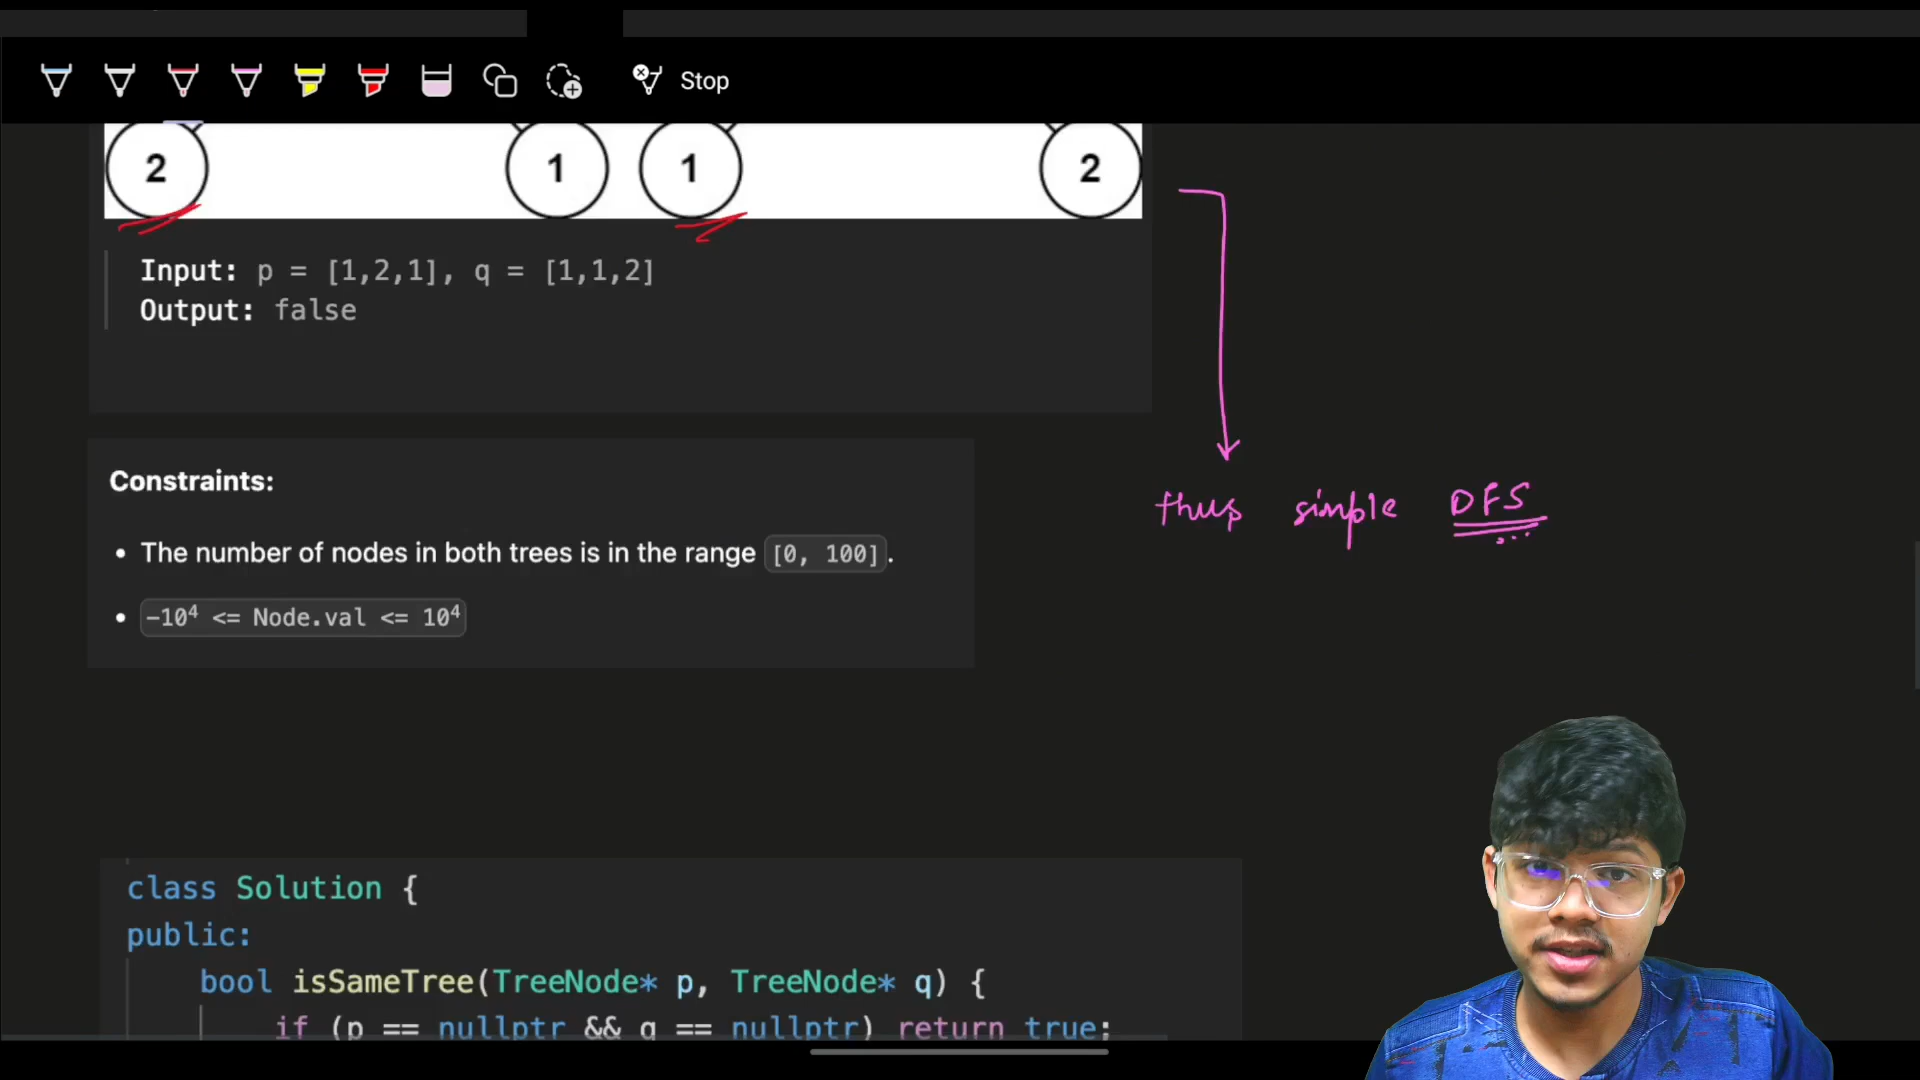 Stop
2 1 1 2
Input: p = [1,2,1], q = [1,1,2]
Output: false
thus simple DFS
Constraints:
• The number of nodes in both trees is in the range [0, 100].
• -10⁴ <= Node.val <= 10⁴
class Solution {
public:
bool isSameTree(TreeNode* p, TreeNode* q) {
if (p == nullptr && q == nullptr) return true;